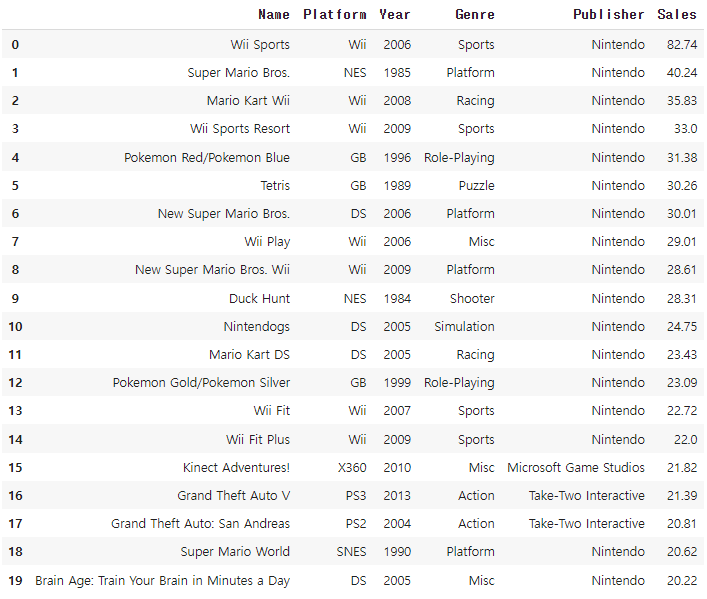 Name Platform Year Genre Publisher Sales
0 Wii Sports Wii 2006 Sports Nintendo 82.74
1 Super Mario Bros. NES 1985 Platform Nintendo 40.24
2 Mario Kart Wii Wii 2008 Racing Nintendo 35.83
3 Wii Sports Resort Wii 2009 Sports Nintendo 33.0
4 Pokemon Red/Pokemon Blue GB 1996 Role-Playing Nintendo 31.38
5 Tetris GB 1989 Puzzle Nintendo 30.26
6 New Super Mario Bros. DS 2006 Platform Nintendo 30.01
7 Wii Play Wii 2006 Misc Nintendo 29.01
8 New Super Mario Bros. Wii Wii 2009 Platform Nintendo 28.61
9 Duck Hunt NES 1984 Shooter Nintendo 28.31
10 Nintendogs DS 2005 Simulation Nintendo 24.75
11 Mario Kart DS DS 2005 Racing Nintendo 23.43
12 Pokemon Gold/Pokemon Silver GB 1999 Role-Playing Nintendo 23.09
13 Wii Fit Wii 2007 Sports Nintendo 22.72
14 Wii Fit Plus Wii 2009 Sports Nintendo 22.0
15 Kinect Adventures! X360 2010 Misc Microsoft Game Studios 21.82
16 Grand Theft Auto V PS3 2013 Action Take-Two Interactive 21.39
17 Grand Theft Auto: San Andreas PS2 2004 Action Take-Two Interactive 20.81
18 Super Mario World SNES 1990 Platform Nintendo 20.62
19 Brain Age: Train Your Brain in Minutes a Day DS 2005 Misc Nintendo 20.22